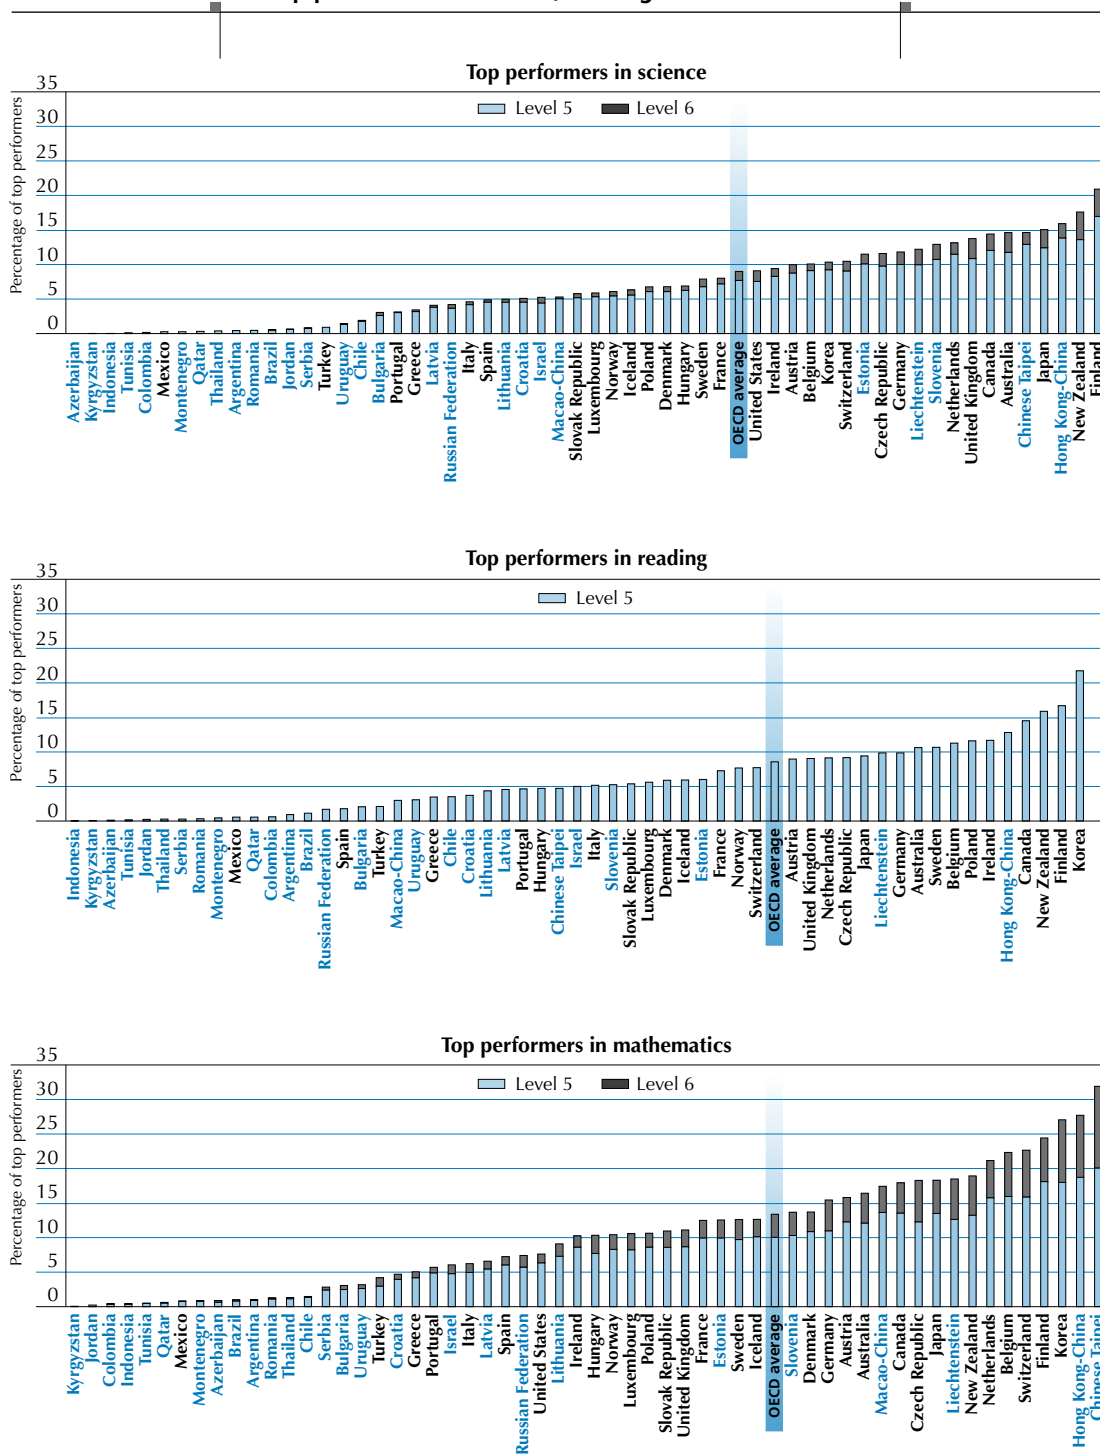 Top performers in science
Percentage of top performers
35
30
25
20
15
10
5
0
Level 5
Level 6
Azerbaijan
Kyrgyzstan
Indonesia
Tunisia
Colombia
Mexico
Montenegro
Qatar
Thailand
Argentina
Romania
Brazil
Jordan
Serbia
Turkey
Uruguay
Chile
Bulgaria
Portugal
Greece
Latvia
Russian Federation
Italy
Spain
Lithuania
Croatia
Israel
Macao-China
Slovak Republic
Luxembourg
Norway
Iceland
Poland
Denmark
Hungary
Sweden
France
OECD average
United States
Ireland
Austria
Belgium
Korea
Switzerland
Estonia
Czech Republic
Germany
Liechtenstein
Slovenia
Netherlands
United Kingdom
Canada
Australia
Chinese Taipei
Japan
Hong Kong-China
New Zealand
Finland
Top performers in reading
Percentage of top performers
35
30
25
20
15
10
5
0
Level 5
Indonesia
Kyrgyzstan
Azerbaijan
Tunisia
Jordan
Thailand
Serbia
Romania
Montenegro
Mexico
Qatar
Colombia
Argentina
Brazil
Russian Federation
Spain
Bulgaria
Turkey
Macao-China
Uruguay
Greece
Chile
Croatia
Lithuania
Latvia
Portugal
Hungary
Chinese Taipei
Israel
Italy
Slovenia
Slovak Republic
Luxembourg
Denmark
Iceland
Estonia
France
Norway
Switzerland
OECD average
Austria
United Kingdom
Netherlands
Czech Republic
Japan
Liechtenstein
Germany
Australia
Sweden
Belgium
Poland
Ireland
Hong Kong-China
Canada
New Zealand
Finland
Korea
Top performers in mathematics
Percentage of top performers
35
30
25
20
15
10
5
0
Level 5
Level 6
Kyrgyzstan
Jordan
Colombia
Indonesia
Tunisia
Qatar
Mexico
Montenegro
Azerbaijan
Brazil
Argentina
Romania
Thailand
Chile
Serbia
Bulgaria
Uruguay
Turkey
Croatia
Greece
Portugal
Israel
Italy
Latvia
Spain
Russian Federation
United States
Lithuania
Ireland
Hungary
Norway
Luxembourg
Poland
Slovak Republic
United Kingdom
France
Estonia
Sweden
Iceland
OECD average
Slovenia
Denmark
Germany
Austria
Australia
Macao-China
Canada
Czech Republic
Japan
Liechtenstein
New Zealand
Netherlands
Belgium
Switzerland
Finland
Korea
Hong Kong-China
Chinese Taipei